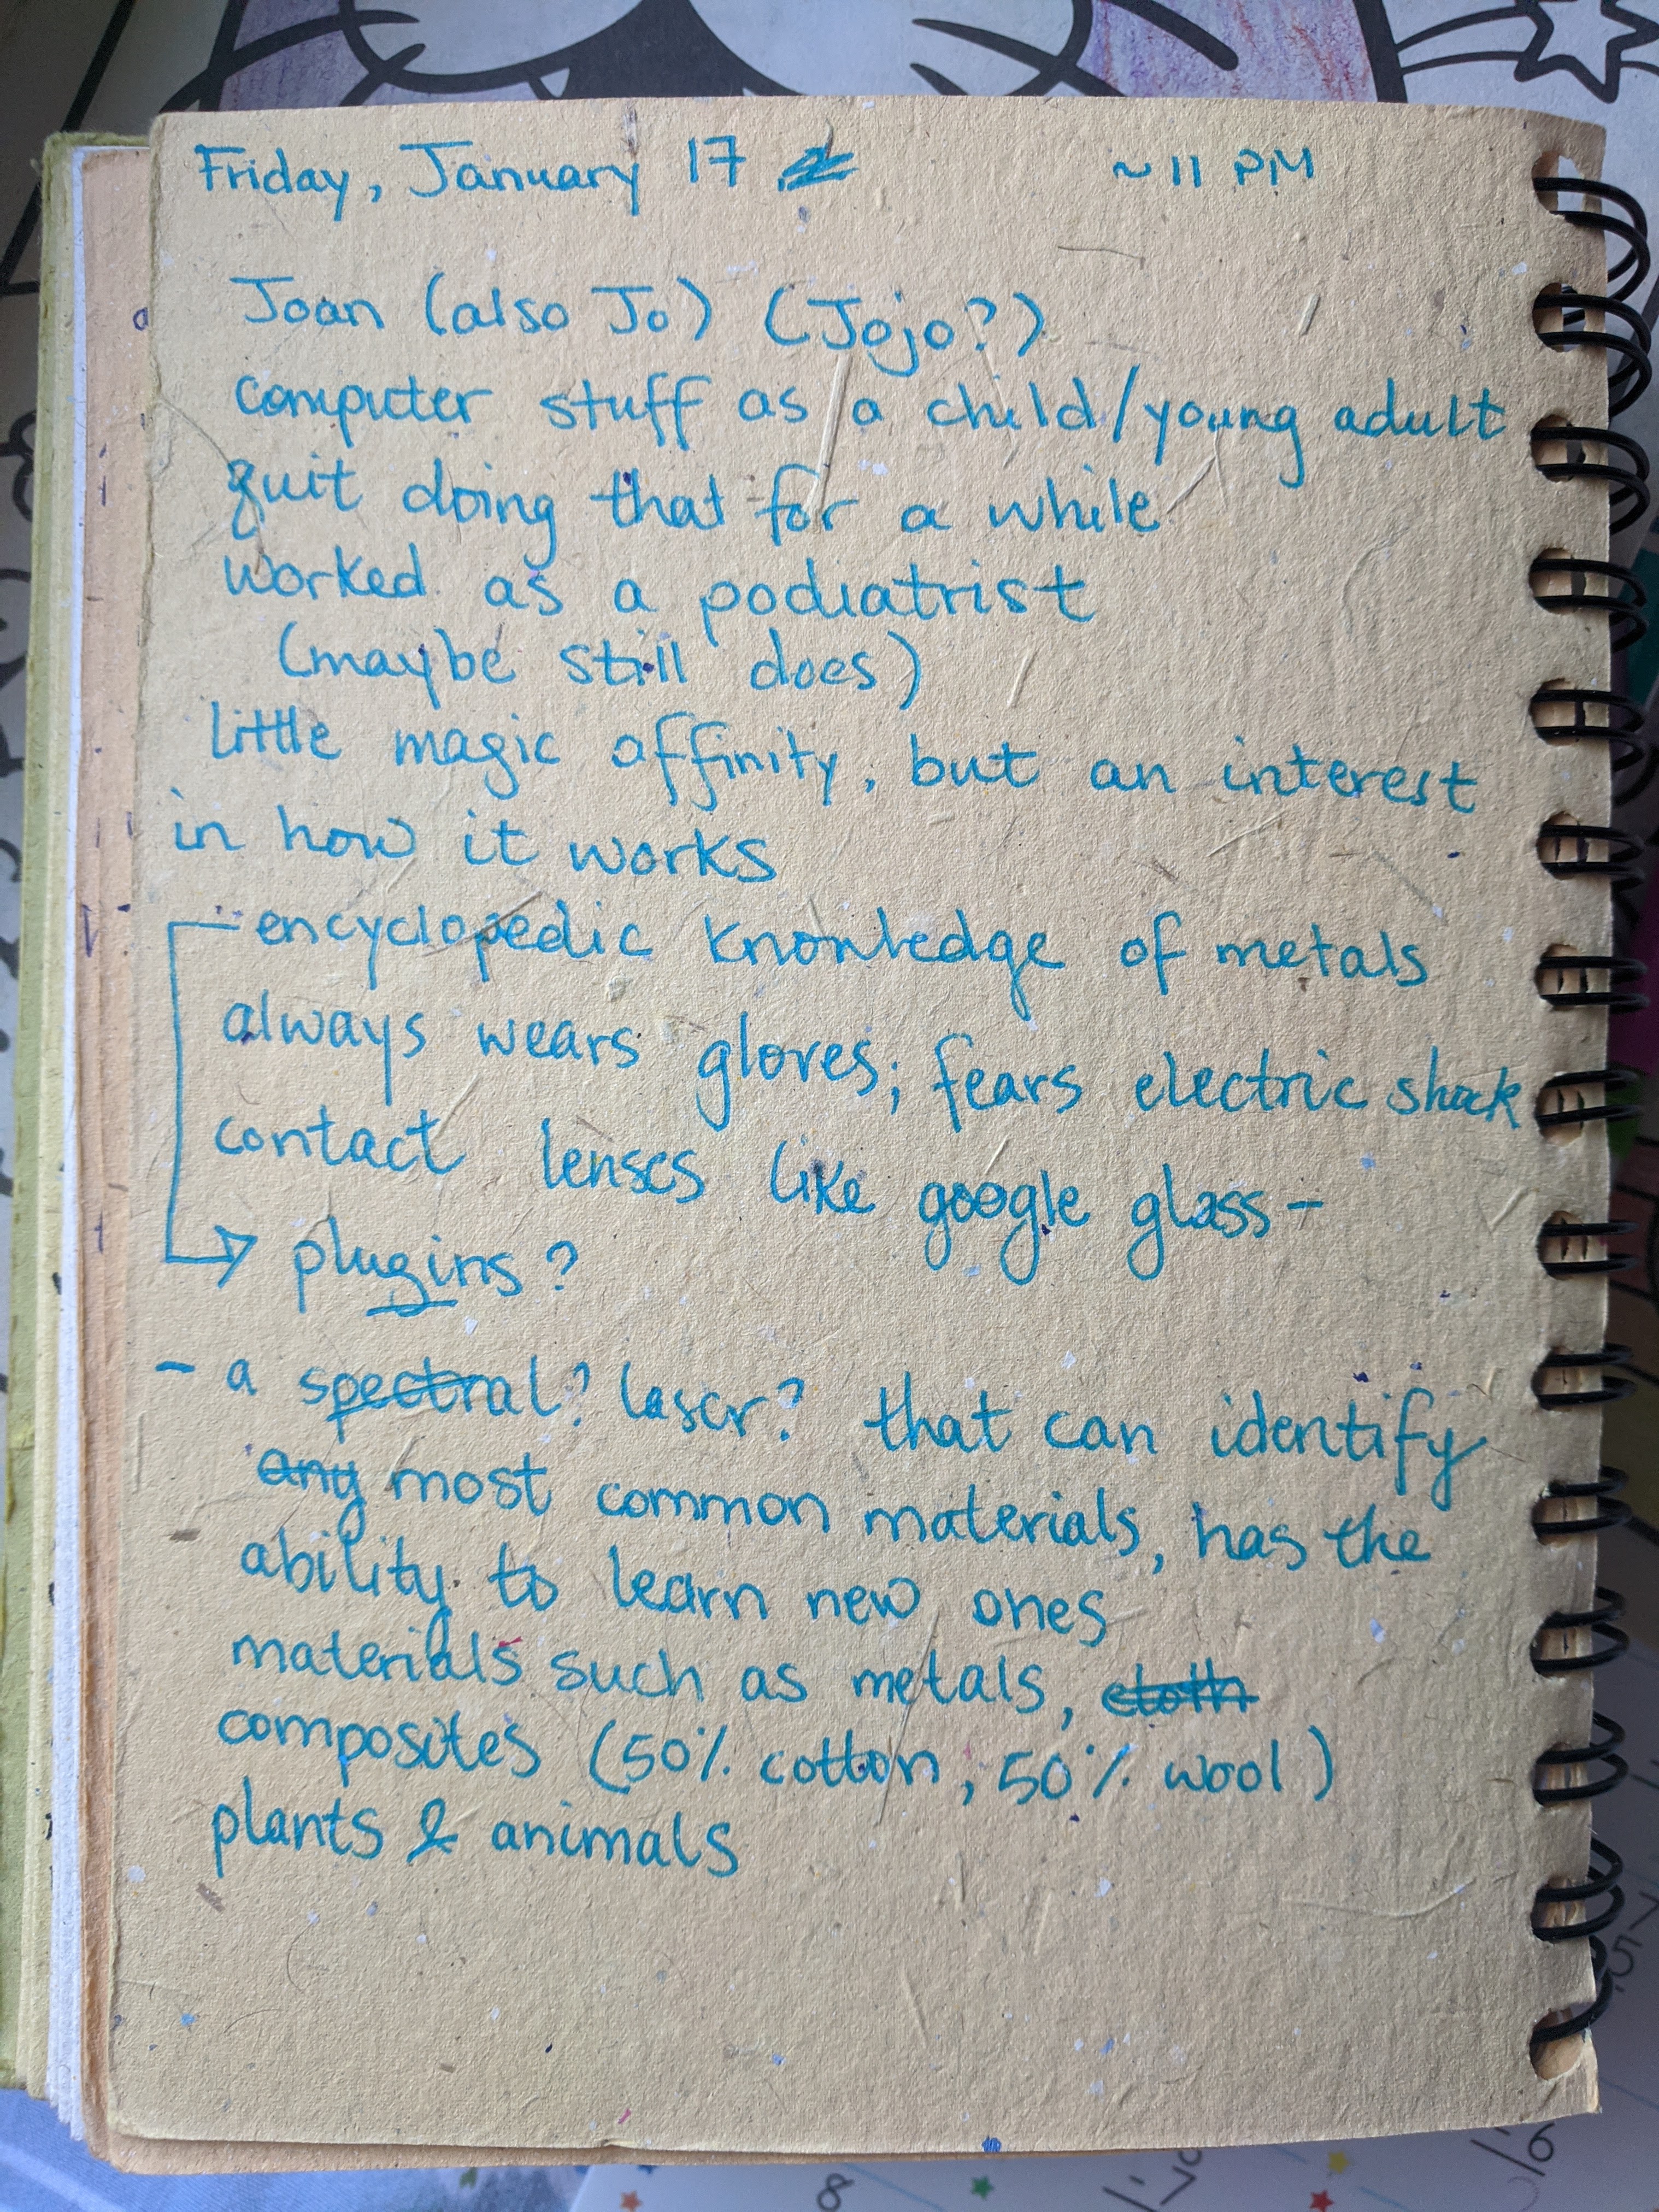 Friday, January 17 ~11 PM
Joan (also Jo) (Jojo?)
computer stuff as a child/young adult
quit doing that for a while
worked as a podiatrist
(maybe still does)
little magic affinity, but an interest
in how it works
encyclopedic knowledge of metals
always wears gloves; fears electric shock
contact lenses like google glass-
→ plugins?
- a spectral? laser? that can identify
any most common materials, has the
ability to learn new ones
materials such as metals, cloth
composites (50% cotton, 50% wool)
plants & animals
8
17
16
5